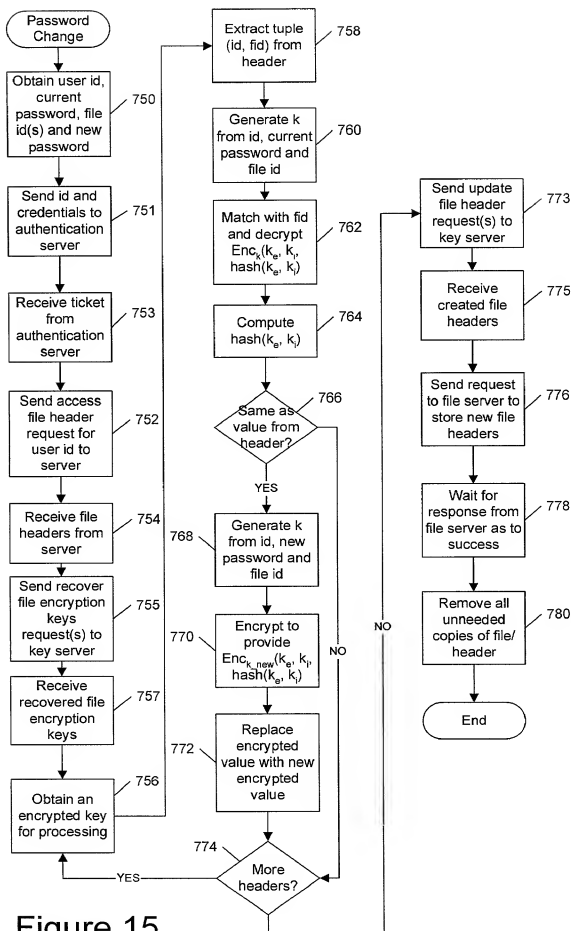 Password
Change
Obtain user id,
current
password, file
id(s) and new
password
750
Send id and
credentials to
authentication
server
751
Receive ticket
from
authentication
server
753
Send access
file header
request for
user id to
server
752
Receive file
headers from
server
754
Send recover
file encryption
keys
request(s) to
key server
755
Receive
recovered file
encryption
keys
757
Obtain an
encrypted key
for processing
756
Extract tuple
(id, fid) from
header
758
Generate k
from id, current
password and
file id
760
Match with fid
and decrypt
Enck(ke, ki,
hash(ke, ki)
762
Compute
hash(ke, ki)
764
Same as
value from
header?
766
YES
NO
Generate k
from id, new
password and
file id
768
Encrypt to
provide
Enck_new(ke, ki,
hash(ke, ki)
770
Replace
encrypted
value with new
encrypted
value
772
More
headers?
774
YES
NO
Send update
file header
request(s) to
key server
773
Receive
created file
headers
775
Send request
to file server to
store new file
headers
776
Wait for
response from
file server as to
success
778
Remove all
unneeded
copies of file/
header
780
End
Figure 15